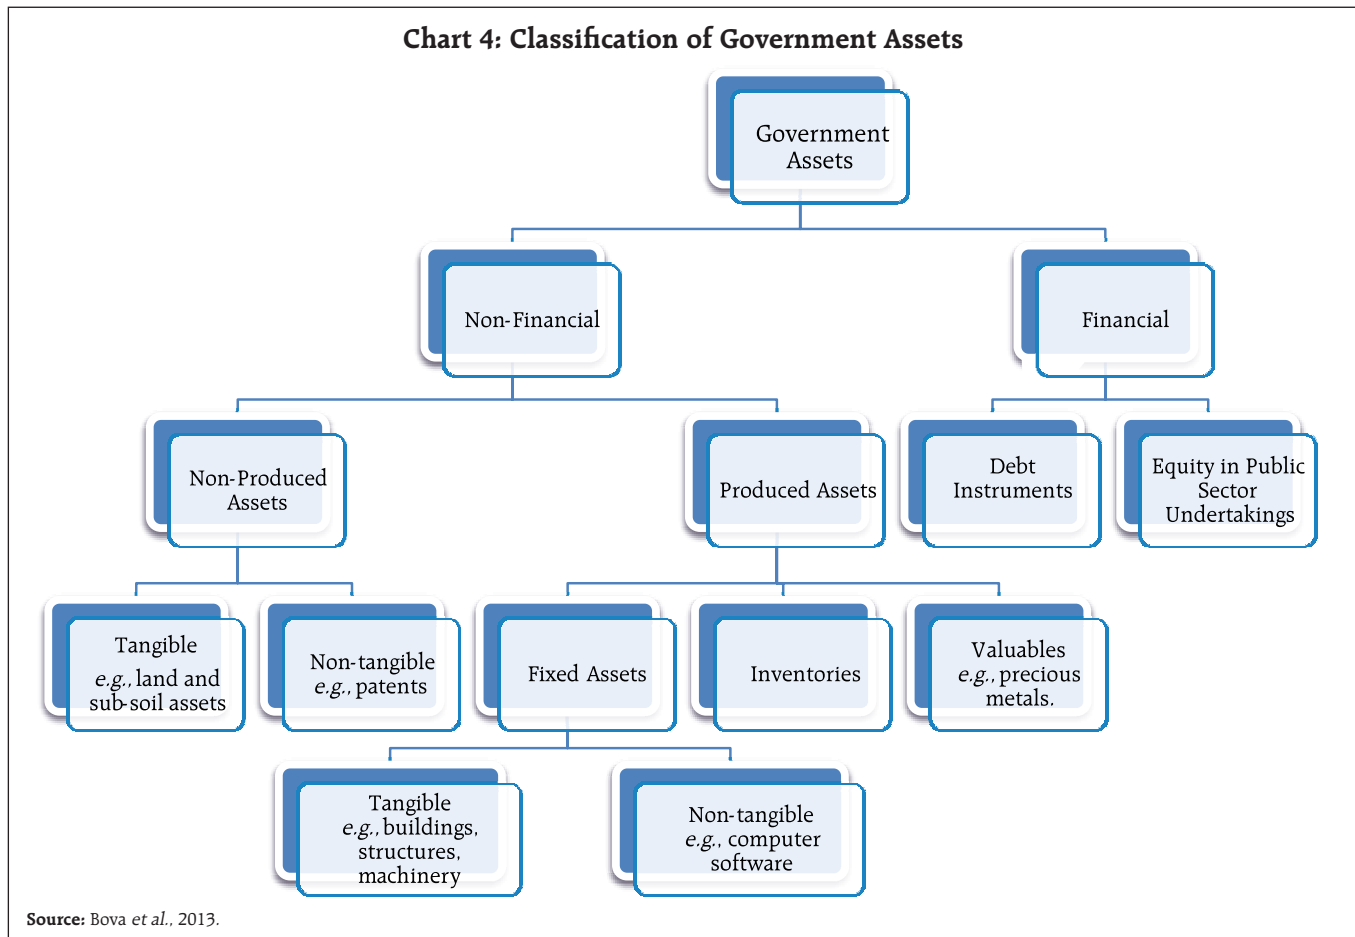 Chart 4: Classification of Government Assets
Government
Assets
Non-Financial
Financial
Non-Produced
Assets
Produced Assets
Debt
Instruments
Equity in Public
Sector
Undertakings
Tangible
e.g., land and
sub-soil assets
Non-tangible
e.g., patents
Fixed Assets
Inventories
Valuables
e.g., precious
metals.
Tangible
e.g., buildings,
structures,
machinery
Non-tangible
e.g., computer
software
Source: Bova et al., 2013.